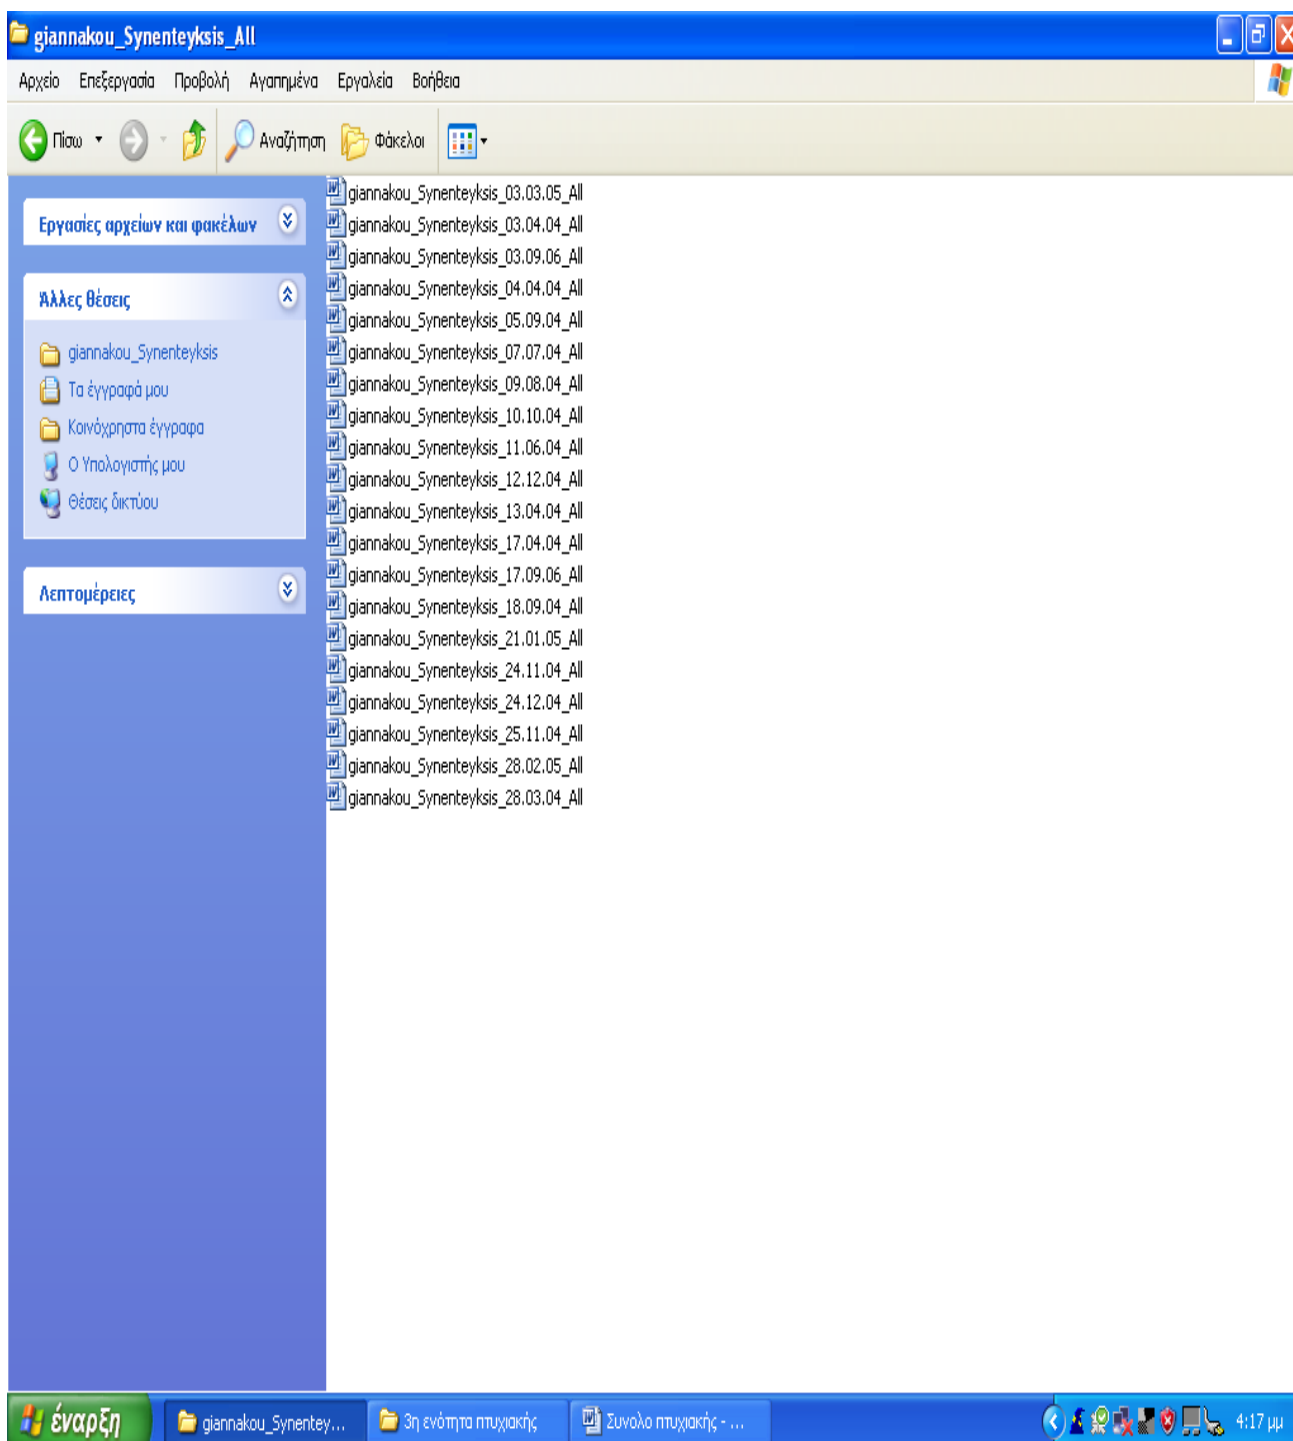 giannakou_Synenteyksis_All
Αρχείο Επεξεργασία Προβολή Αγαπημένα Εργαλεία Βοήθεια
Πίσω Αναζήτηση Φάκελοι
Εργασίες αρχείων και φακέλων
Άλλες θέσεις
giannakou_Synenteyksis
Τα έγγραφά μου
Κοινόχρηστα έγγραφα
Ο Υπολογιστής μου
Θέσεις δικτύου
Λεπτομέρειες
giannakou_Synenteyksis_03.03.05_All
giannakou_Synenteyksis_03.04.04_All
giannakou_Synenteyksis_03.09.06_All
giannakou_Synenteyksis_04.04.04_All
giannakou_Synenteyksis_05.09.04_All
giannakou_Synenteyksis_07.07.04_All
giannakou_Synenteyksis_09.08.04_All
giannakou_Synenteyksis_10.10.04_All
giannakou_Synenteyksis_11.06.04_All
giannakou_Synenteyksis_12.12.04_All
giannakou_Synenteyksis_13.04.04_All
giannakou_Synenteyksis_17.04.04_All
giannakou_Synenteyksis_17.09.06_All
giannakou_Synenteyksis_18.09.04_All
giannakou_Synenteyksis_21.01.05_All
giannakou_Synenteyksis_24.11.04_All
giannakou_Synenteyksis_24.12.04_All
giannakou_Synenteyksis_25.11.04_All
giannakou_Synenteyksis_28.02.05_All
giannakou_Synenteyksis_28.03.04_All
έναρξη giannakou_Synentey... 3η ενότητα πτυχιακής Συνολο πτυχιακής - ... 4:17 μμ